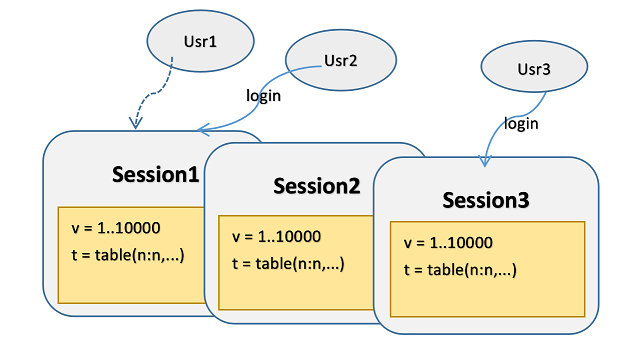 Usr1
Usr2
Usr3
login
login
Session1
v = 1..10000
t = table(n:n,...)
Session2
v = 1..10000
t = table(n:n,...)
Session3
v = 1..10000
t = table(n:n,...)